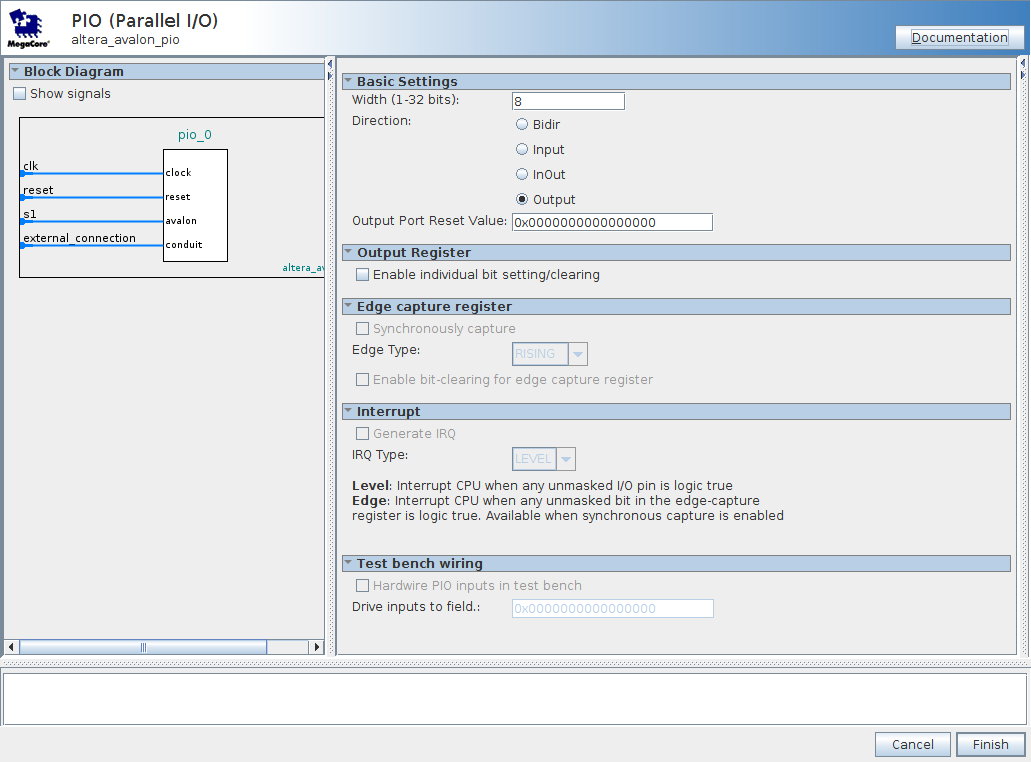 PIO (Parallel I/O)
altera_avalon_pio
MegaCore®
Documentation
Block Diagram
Show signals
pio_0
clk
clock
reset
reset
s1
avalon
external_connection
conduit
altera_av
Basic Settings
Width (1-32 bits):
8
Direction:
Bidir
Input
InOut
Output
Output Port Reset Value:
0x0000000000000000
Output Register
Enable individual bit setting/clearing
Edge capture register
Synchronously capture
Edge Type:
RISING
Enable bit-clearing for edge capture register
Interrupt
Generate IRQ
IRQ Type:
LEVEL
Level: Interrupt CPU when any unmasked I/O pin is logic true
Edge: Interrupt CPU when any unmasked bit in the edge-capture
register is logic true. Available when synchronous capture is enabled
Test bench wiring
Hardwire PIO inputs in test bench
Drive inputs to field.:
0x0000000000000000
Cancel
Finish